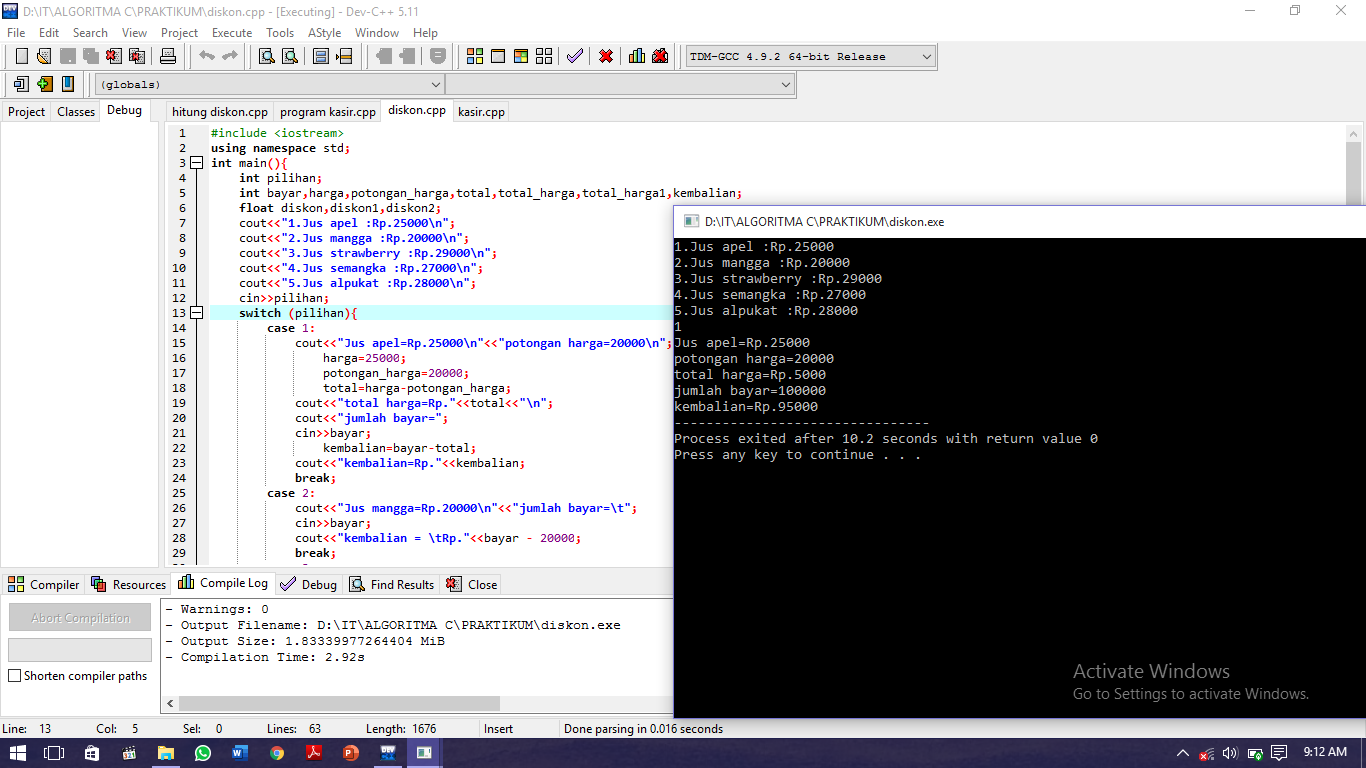 D:\IT\ALGORITMA C\PRAKTIKUM\diskon.cpp - [Executing] - Dev-C++ 5.11
File Edit Search View Project Execute Tools AStyle Window Help
TDM-GCC 4.9.2 64-bit Release
(globals)
Project Classes Debug
hitung diskon.cpp program kasir.cpp diskon.cpp kasir.cpp
1 #include <iostream>
2 using namespace std;
3 int main(){
4 int pilihan;
5 int bayar,harga,potongan_harga,total,total_harga,total_harga1,kembalian;
6 float diskon,diskon1,diskon2;
7 cout<<"1.Jus apel :Rp.25000\n";
8 cout<<"2.Jus mangga :Rp.20000\n";
9 cout<<"3.Jus strawberry :Rp.29000\n";
10 cout<<"4.Jus semangka :Rp.27000\n";
11 cout<<"5.Jus alpukat :Rp.28000\n";
12 cin>>pilihan;
13 switch (pilihan){
14 case 1:
15 cout<<"Jus apel=Rp.25000\n"<<"potongan harga=20000\n";
16 harga=25000;
17 potongan_harga=20000;
18 total=harga-potongan_harga;
19 cout<<"total harga=Rp."<<total<<"\n";
20 cout<<"jumlah bayar=";
21 cin>>bayar;
22 kembalian=bayar-total;
23 cout<<"kembalian=Rp."<<kembalian;
24 break;
25 case 2:
26 cout<<"Jus mangga=Rp.20000\n"<<"jumlah bayar=\t";
27 cin>>bayar;
28 cout<<"kembalian = \tRp."<<bayar - 20000;
29 break;
D:\IT\ALGORITMA C\PRAKTIKUM\diskon.exe
1.Jus apel :Rp.25000
2.Jus mangga :Rp.20000
3.Jus strawberry :Rp.29000
4.Jus semangka :Rp.27000
5.Jus alpukat :Rp.28000
1
Jus apel=Rp.25000
potongan harga=20000
total harga=Rp.5000
jumlah bayar=100000
kembalian=Rp.95000
--------------------------------
Process exited after 10.2 seconds with return value 0
Press any key to continue . . .
Activate Windows
Go to Settings to activate Windows.
Compiler Resources Compile Log Debug Find Results Close
Abort Compilation
Shorten compiler paths
- Warnings: 0
- Output Filename: D:\IT\ALGORITMA C\PRAKTIKUM\diskon.exe
- Output Size: 1.83339977264404 MiB
- Compilation Time: 2.92s
Line: 13 Col: 5 Sel: 0 Lines: 63 Length: 1676 Insert Done parsing in 0.016 seconds
9:12 AM